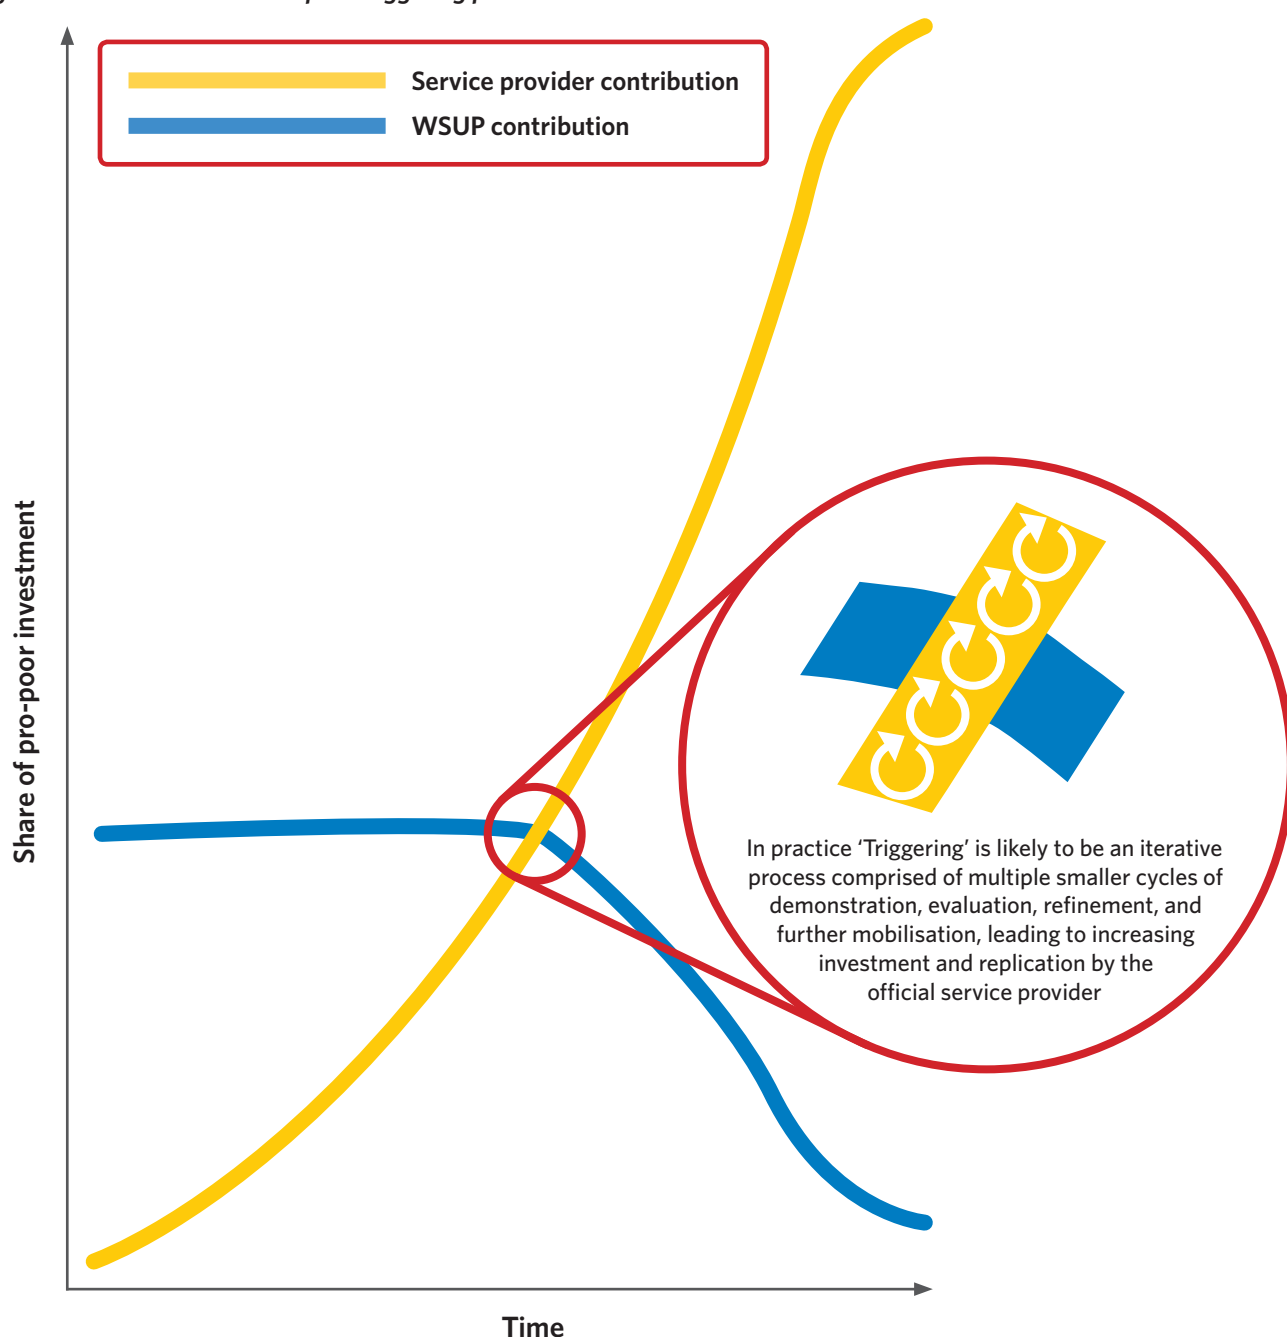 Service provider contribution
WSUP contribution
Share of pro-poor investment
In practice ‘Triggering’ is likely to be an iterative
process comprised of multiple smaller cycles of
demonstration, evaluation, refinement, and
further mobilisation, leading to increasing
investment and replication by the
official service provider
Time